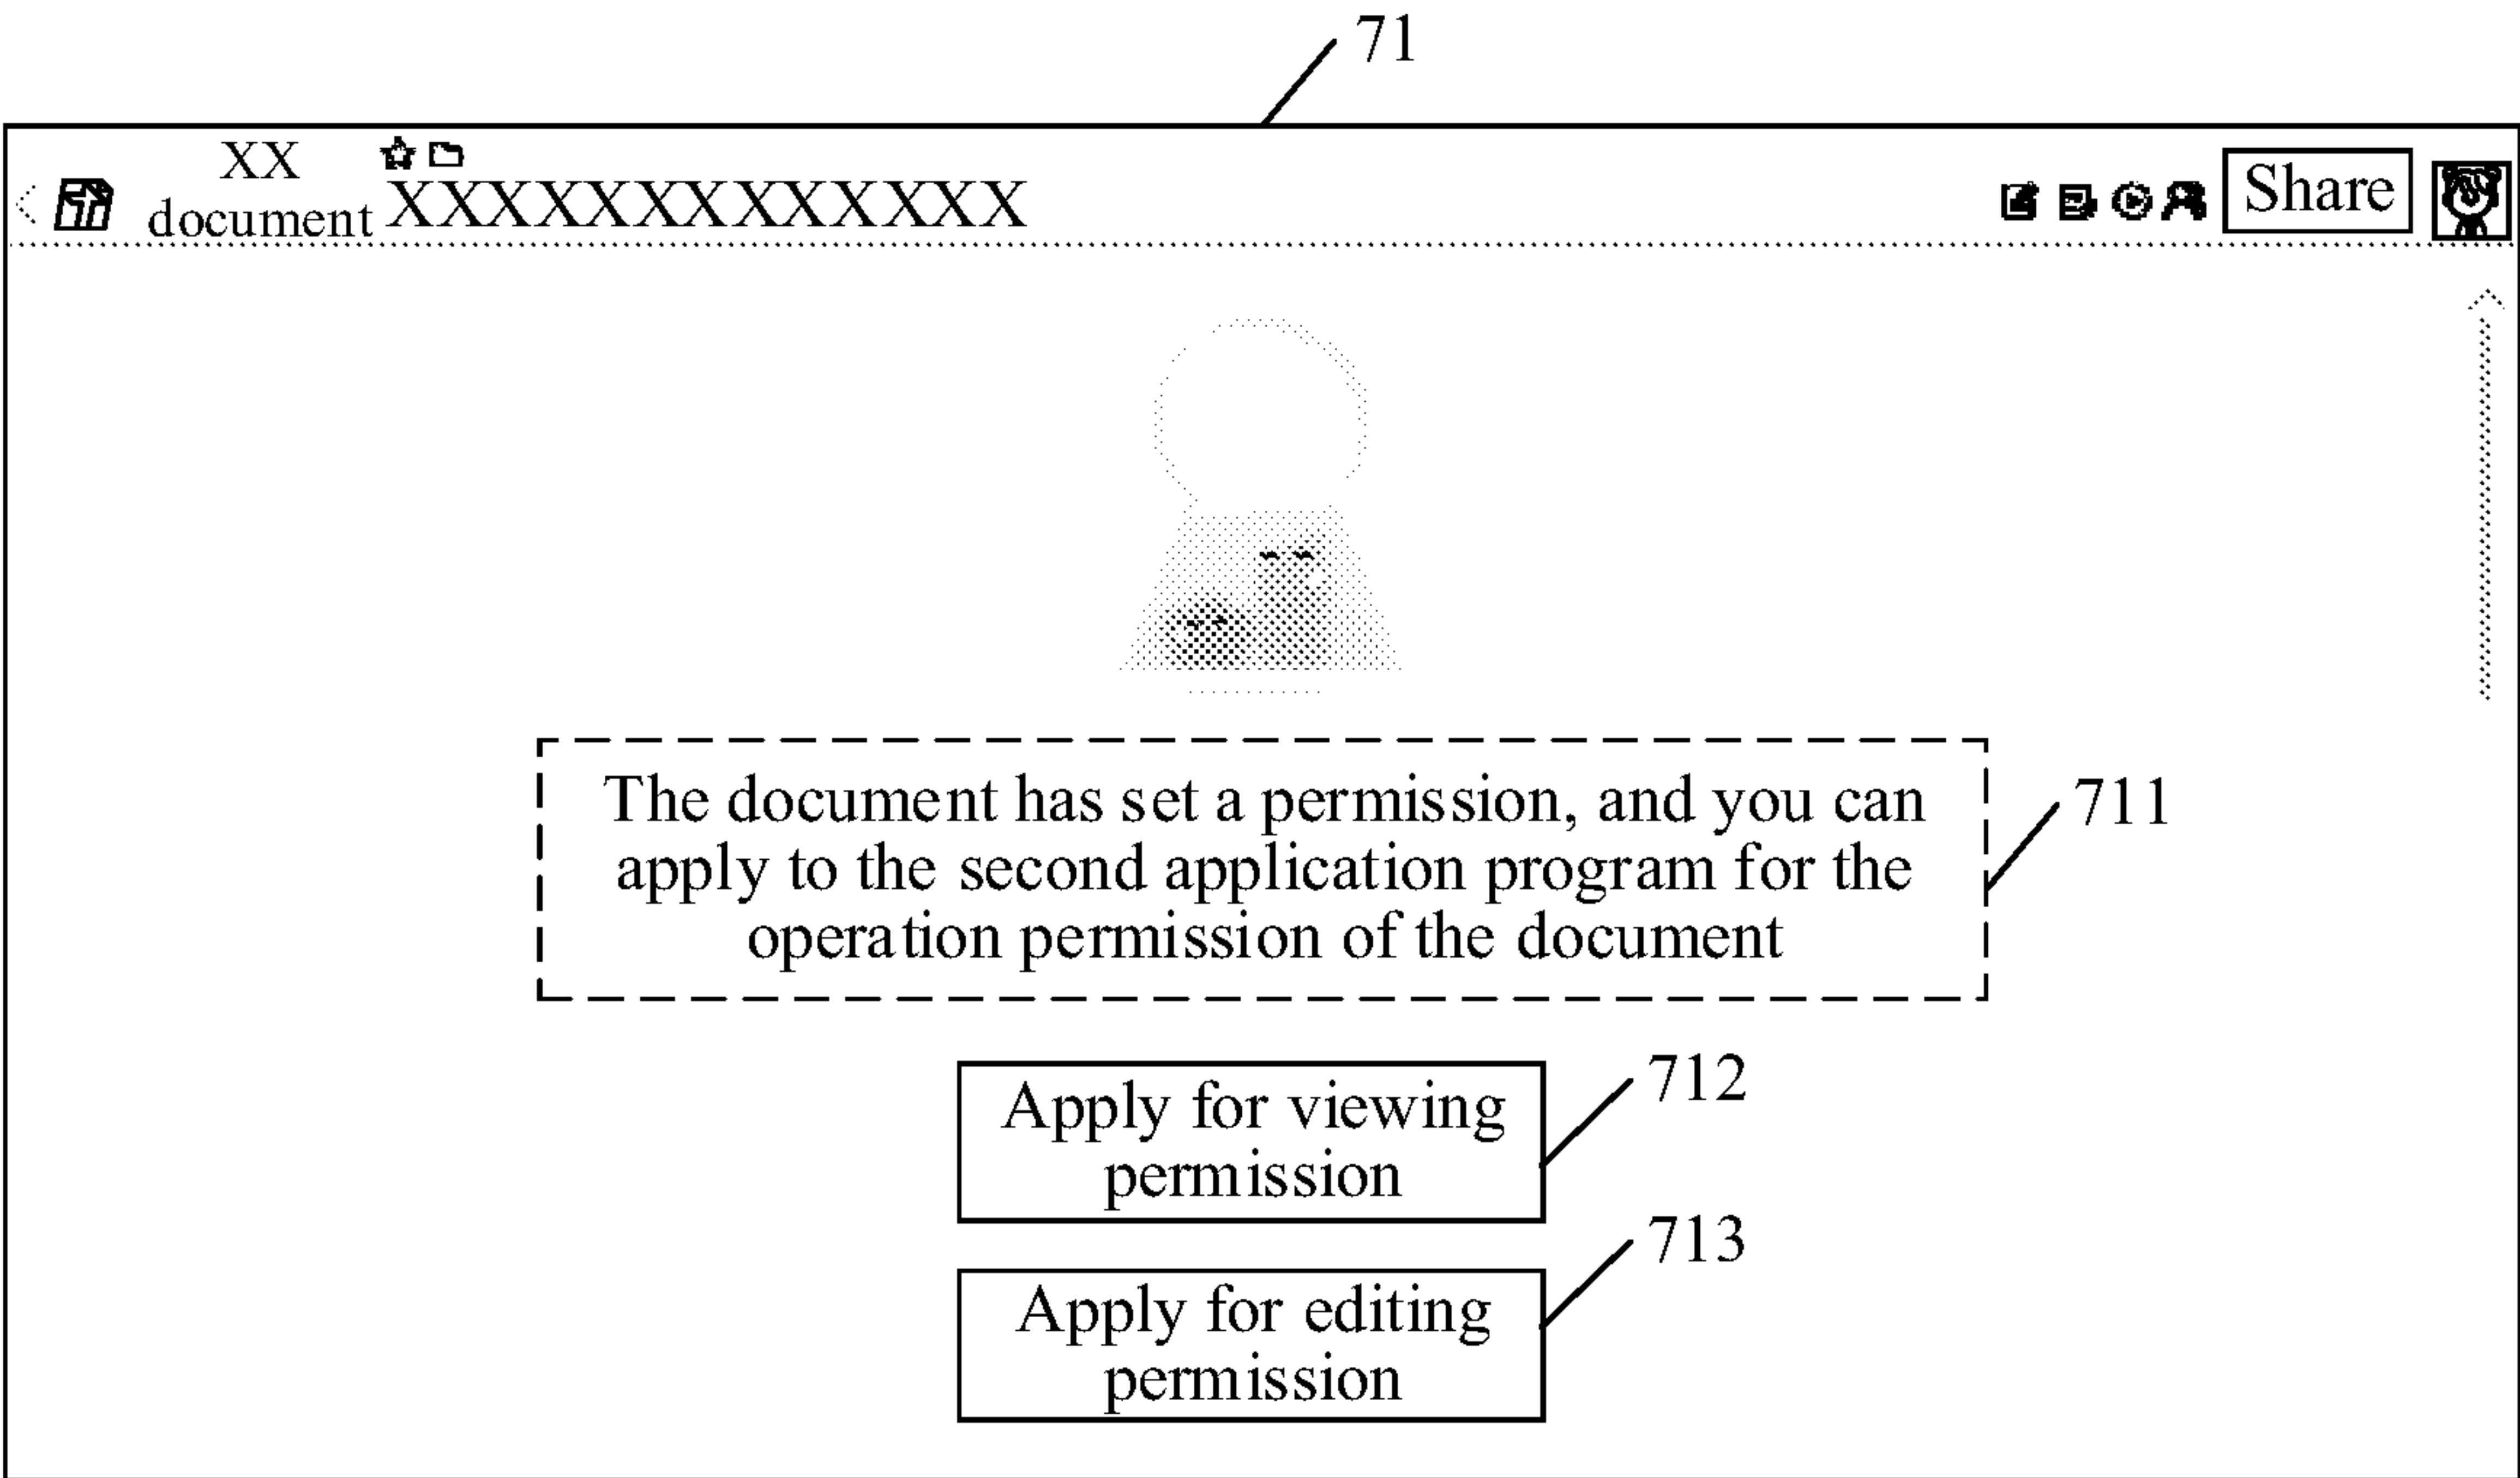 71
XX
document
XXXXXXXXXXXXX
Share
The document has set a permission, and you can
apply to the second application program for the
operation permission of the document
711
Apply for viewing
permission
712
Apply for editing
permission
713